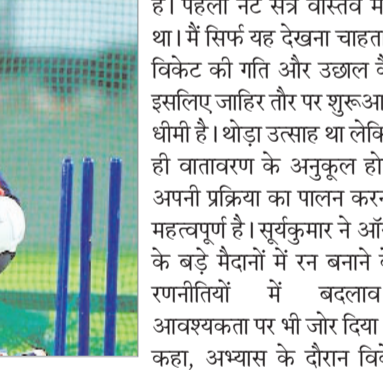 है। पहला नेट सत्र वास्तव में
था। मैं सिर्फ यह देखना चाहता
विकेट की गति और उछाल
इसलिए जाहिर तौर पर
धीमी है। थोड़ा उत्साह था
ही वातावरण के अनुकूल हो
अपनी प्रक्रिया का पालन
महत्वपूर्ण है। सूर्यकुमार ने
के बड़े मैदानों में रन बनाने
रणनीतियों में बदलाव
आवश्यकता पर भी जोर दिया
कहा, अभ्यास के दौरान